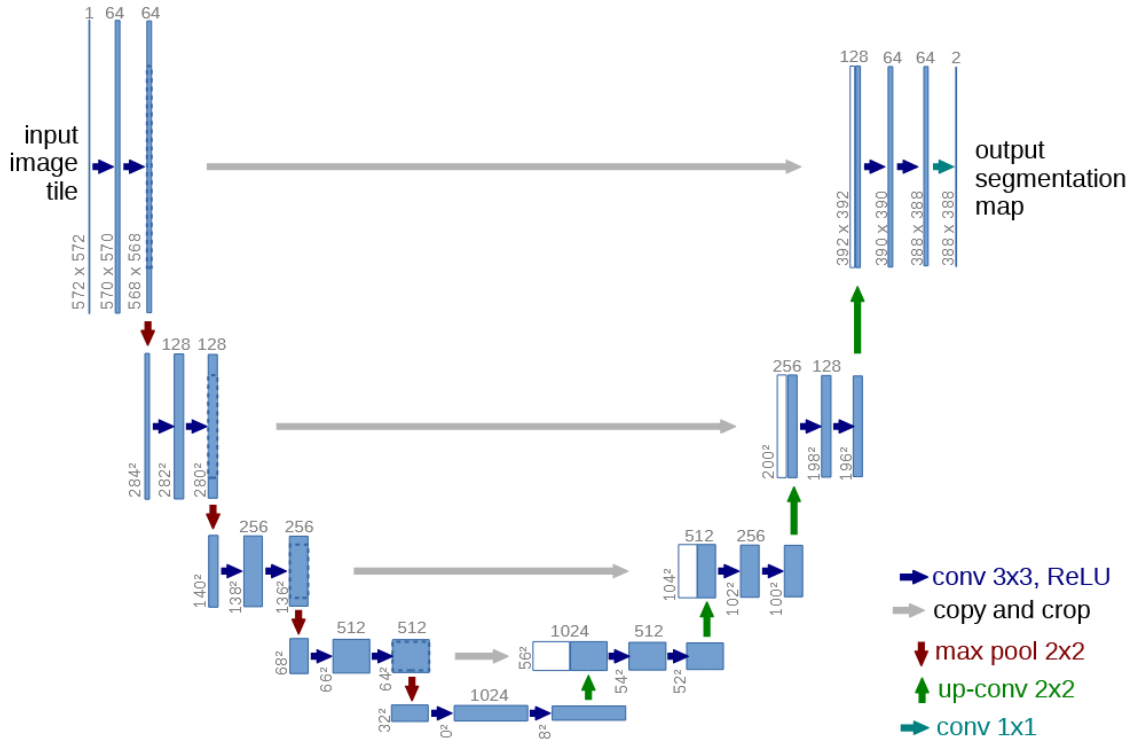 1 64 64
128
64 64 2
input
image
tile
output
segmentation
map
572 x 572
570 x 570
568 x 568
392 x 392
390 x 390
388 x 388
388 x 388
128 128
256 128
284²
282²
280²
200²
198²
196²
256 256
512 256
140²
138²
136²
104²
102²
100²
conv 3x3, ReLU
copy and crop
max pool 2x2
up-conv 2x2
conv 1x1
512 512
1024 512
68²
66²
64²
56²
54²
52²
1024
32²
0²
8²